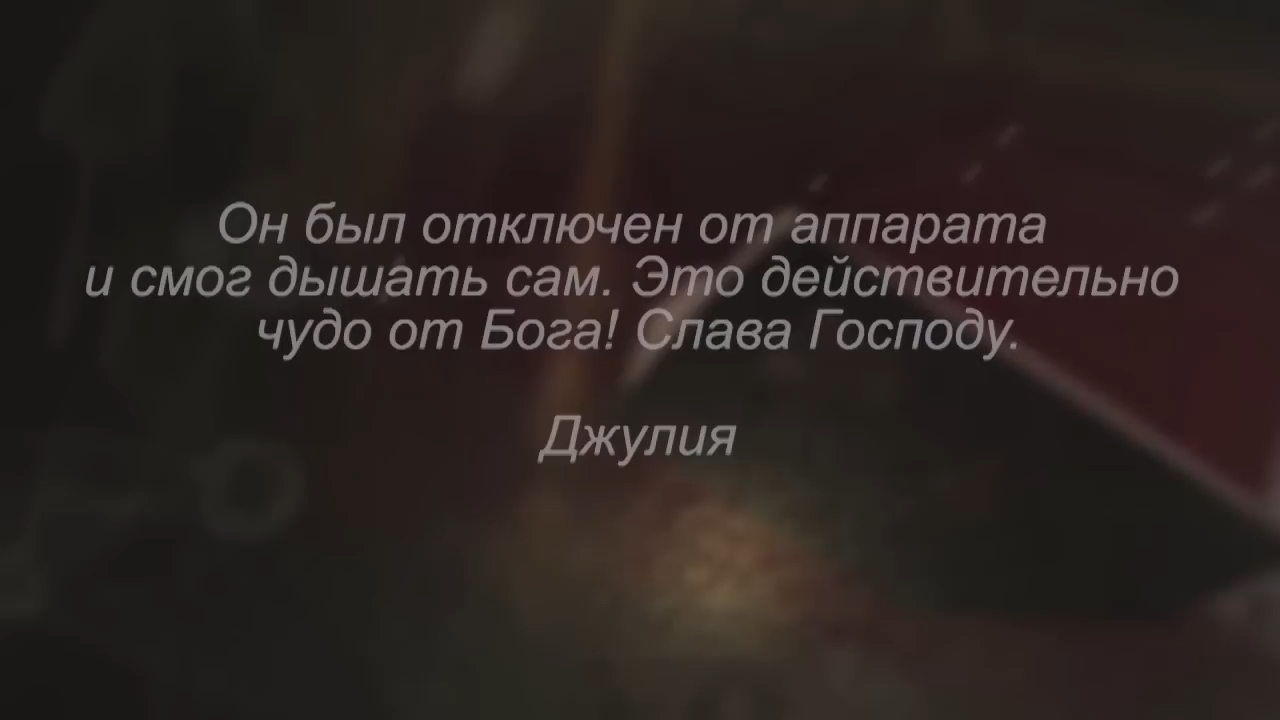 Он был отключен от аппарата
и смог дышать сам. Это действительно
чудо от Бога! Слава Господу.
Джулия